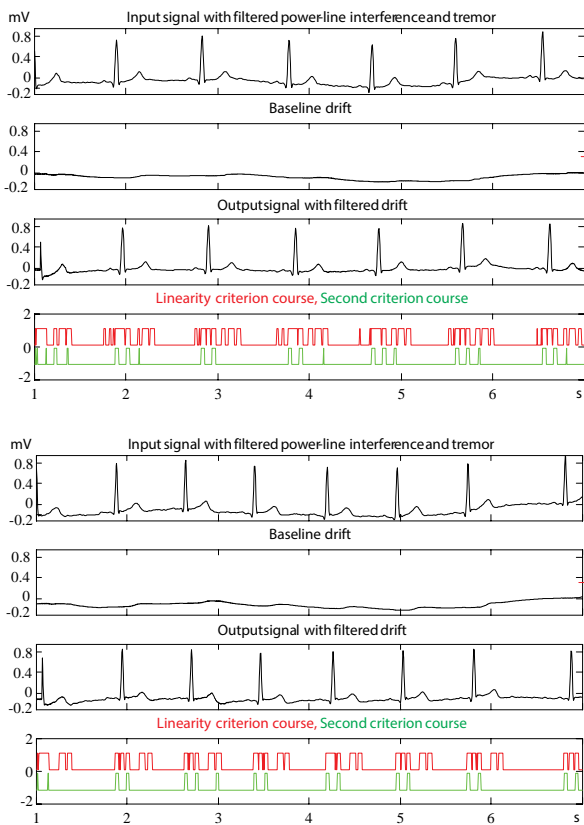 mV
Input signal with filtered power-line interference and tremor
0.8
0.4
0
-0.2
Baseline drift
0.8
0.4
0
-0.2
Output signal with filtered drift
0.8
0.4
0
-0.2
Linearity criterion course, Second criterion course
2
0
-2
1 2 3 4 5 6 s
mV
Input signal with filtered power-line interference and tremor
0.8
0.4
0
-0.2
Baseline drift
0.8
0.4
0
-0.2
Output signal with filtered drift
0.8
0.4
0
-0.2
Linearity criterion course, Second criterion course
2
0
-2
1 2 3 4 5 6 s